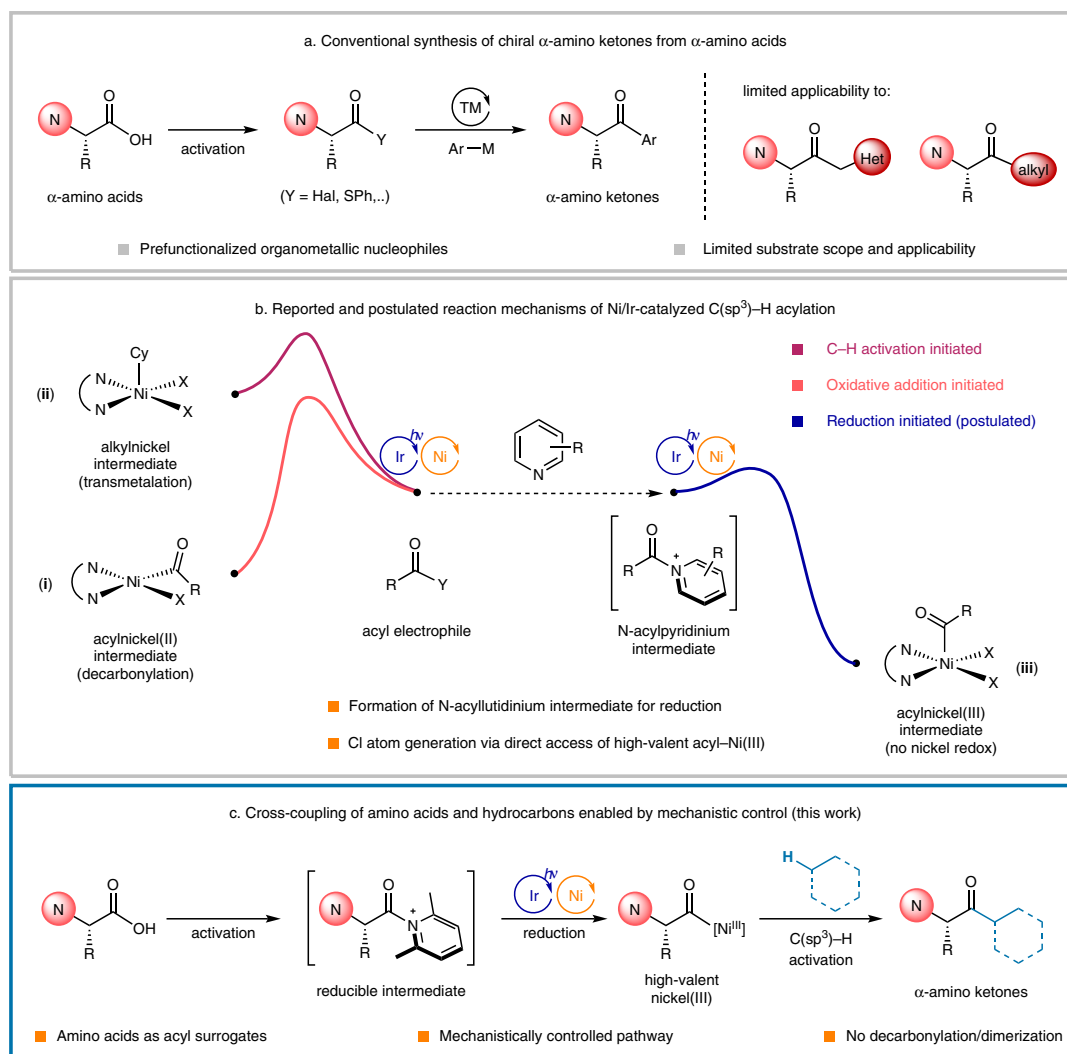 a. Conventional synthesis of chiral α-amino ketones from α-amino acids
N
O
OH
R
α-amino acids
activation
N
O
Y
R
(Y = Hal, SPh,..)
TM
Ar—M
N
O
Ar
R
α-amino ketones
limited applicability to:
N
O
Het
R
N
O
alkyl
R
Prefunctionalized organometallic nucleophiles
Limited substrate scope and applicability
b. Reported and postulated reaction mechanisms of Ni/Ir-catalyzed C(sp³)–H acylation
C–H activation initiated
Oxidative addition initiated
Reduction initiated (postulated)
(ii)
Cy
N
N
Ni
X
X
alkylnickel
intermediate
(transmetalation)
(i)
N
N
Ni
O
R
X
acylnickel(II)
intermediate
(decarbonylation)
hν
Ir
Ni
O
R
Y
acyl electrophile
N
R
hν
Ir
Ni
O
R
N
+
R
N-acylpyridinium
intermediate
O
R
N
N
Ni
X
X
(iii)
acylnickel(III)
intermediate
(no nickel redox)
Formation of N-acyllutidinium intermediate for reduction
Cl atom generation via direct access of high-valent acyl–Ni(III)
c. Cross-coupling of amino acids and hydrocarbons enabled by mechanistic control (this work)
N
O
OH
R
activation
N
O
N
+
R
reducible intermediate
hν
Ir
Ni
reduction
N
O
[Niᴵᴵᴵ]
R
high-valent
nickel(III)
H
C(sp³)–H
activation
N
O
R
α-amino ketones
Amino acids as acyl surrogates
Mechanistically controlled pathway
No decarbonylation/dimerization